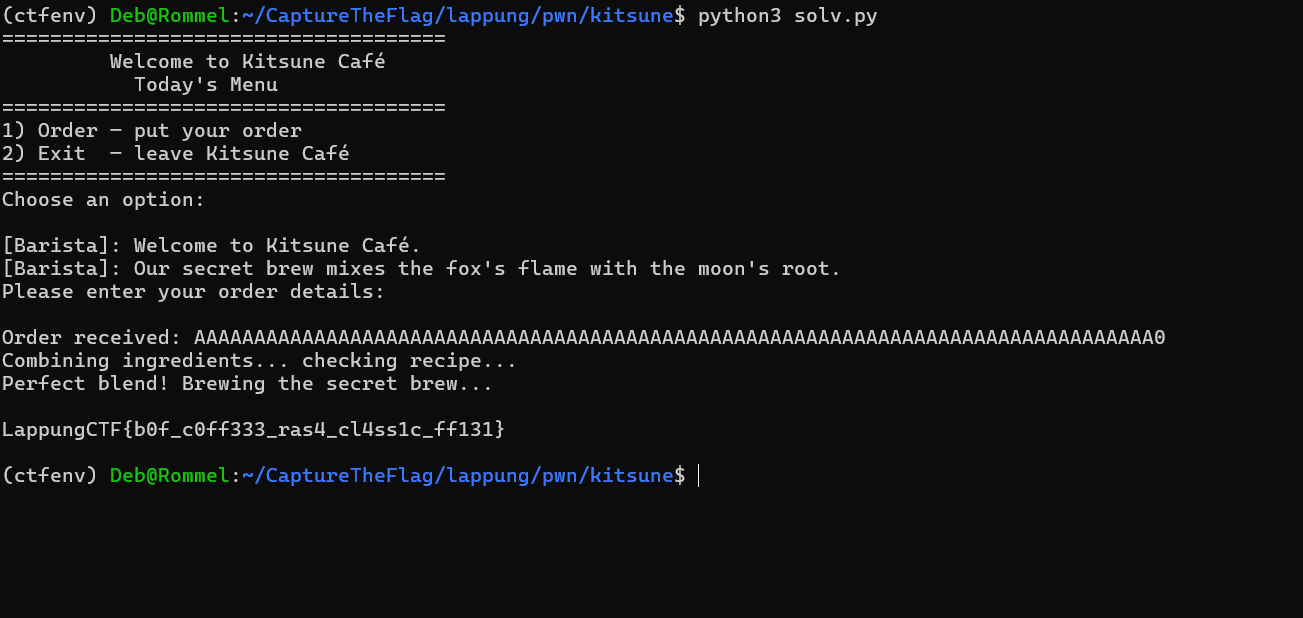 (ctfenv) Deb@Rommel:~/CaptureTheFlag/lappung/pwn/kitsune$ python3 solv.py
=====================================
         Welcome to Kitsune Café
           Today's Menu
=====================================
1) Order – put your order
2) Exit  – leave Kitsune Café
=====================================
Choose an option:
[Barista]: Welcome to Kitsune Café.
[Barista]: Our secret brew mixes the fox's flame with the moon's root.
Please enter your order details:
Order received: AAAAAAAAAAAAAAAAAAAAAAAAAAAAAAAAAAAAAAAAAAAAAAAAAAAAAAAAAAAAAAAAAAAAAAAAAAAAAAAA0
Combining ingredients... checking recipe...
Perfect blend! Brewing the secret brew...
LappungCTF{b0f_c0ff333_ras4_cl4ss1c_ff131}
(ctfenv) Deb@Rommel:~/CaptureTheFlag/lappung/pwn/kitsune$